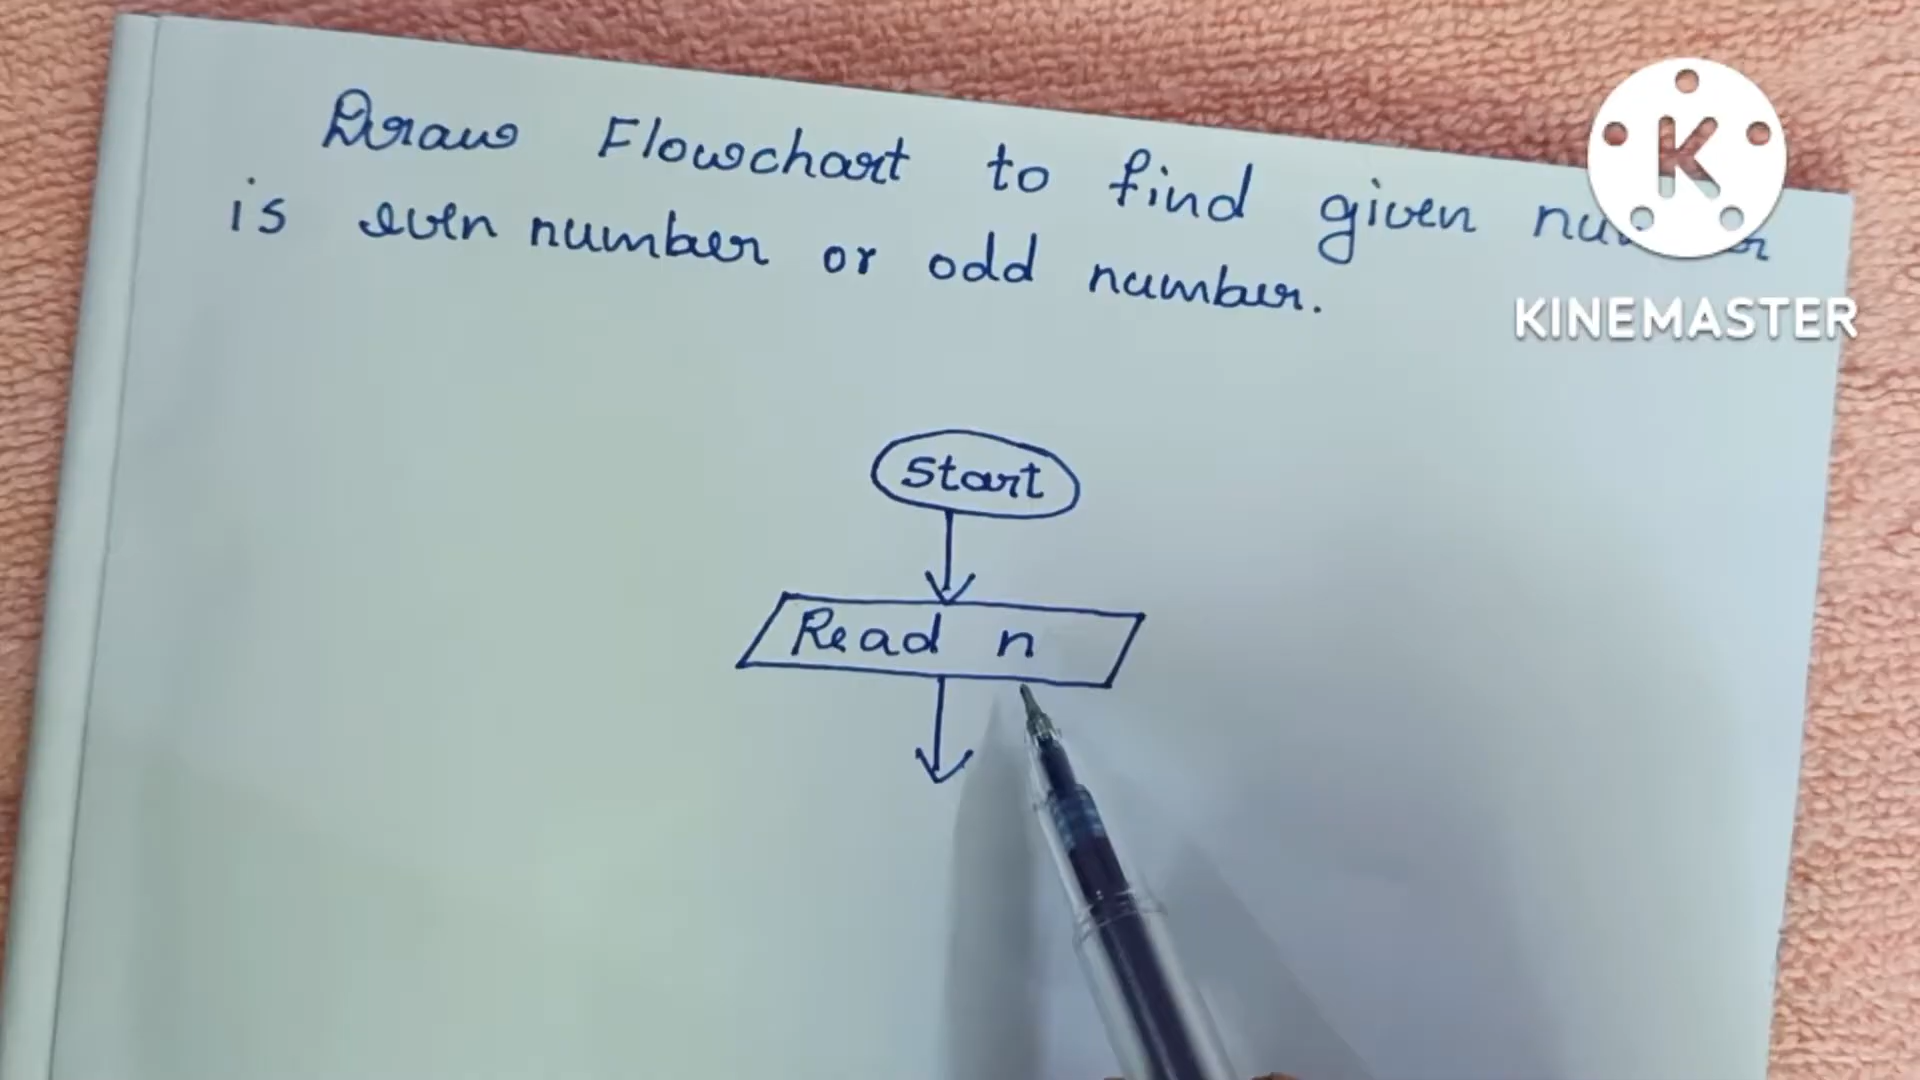 Draw Flowchart to find given
is even number or odd number.
K
KINEMASTER
Start
Read n